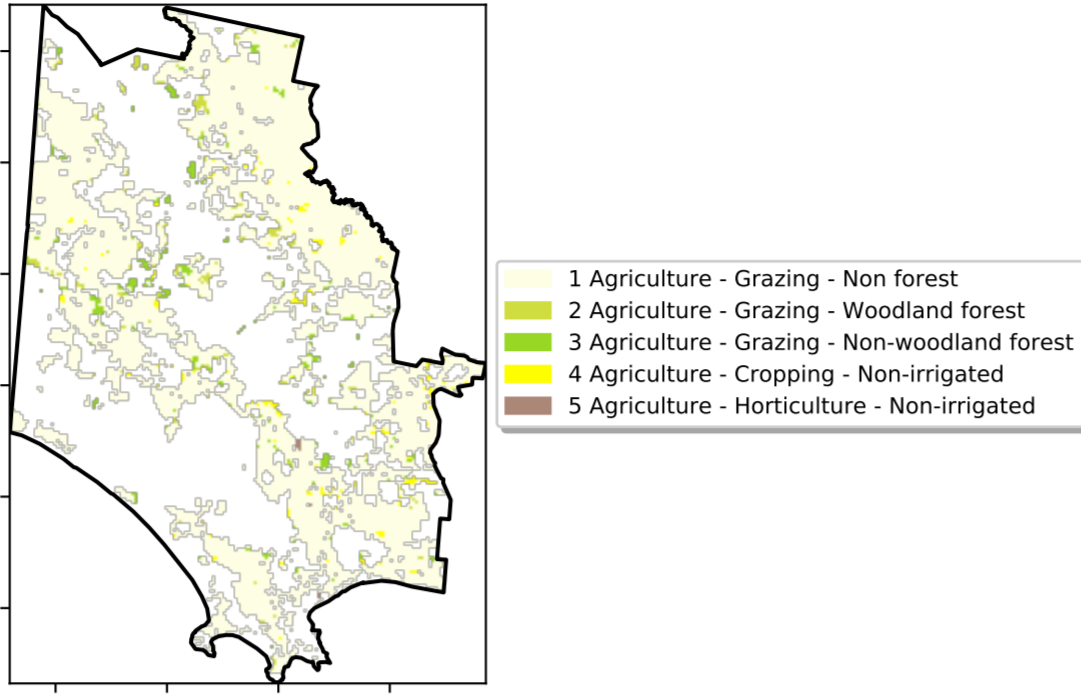 1 Agriculture - Grazing - Non forest
2 Agriculture - Grazing - Woodland forest
3 Agriculture - Grazing - Non-woodland forest
4 Agriculture - Cropping - Non-irrigated
5 Agriculture - Horticulture - Non-irrigated